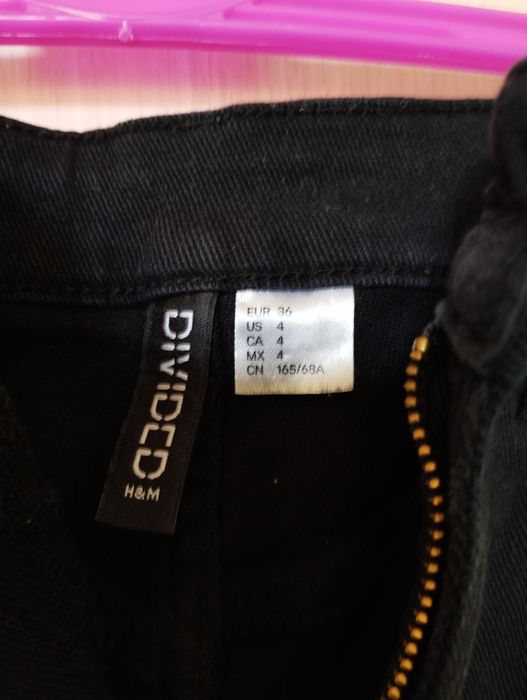 DIVIDED
H&M
EUR 36
US 4
CA 4
MX 4
CN 165/68A